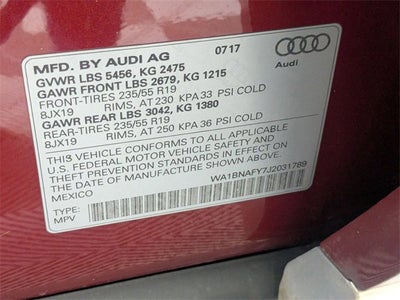 MFD. BY AUDI AG 07 17
GVWR LBS 5456, KG 2475
GAWR FRONT LBS 2679, KG 1215
FRONT-TIRES 235/55 R19
8JX19 RIMS, AT 230 KPA 33 PSI COLD
GAWR REAR LBS 3042, KG 1380
REAR-TIRES 235/55 R19
8JX19 RIMS, AT 250 KPA 36 PSI COLD
THIS VEHICLE CONFORMS TO ALL APPLICABLE
U.S. FEDERAL MOTOR VEHICLE SAFETY AND
THEFT PREVENTION STANDARDS IN EFFECT ON
THE DATE OF MANUFACTURE SHOWN ABOVE.
MEXICO
WA1BNAFY7J2031789
TYPE:
MPV
Audi